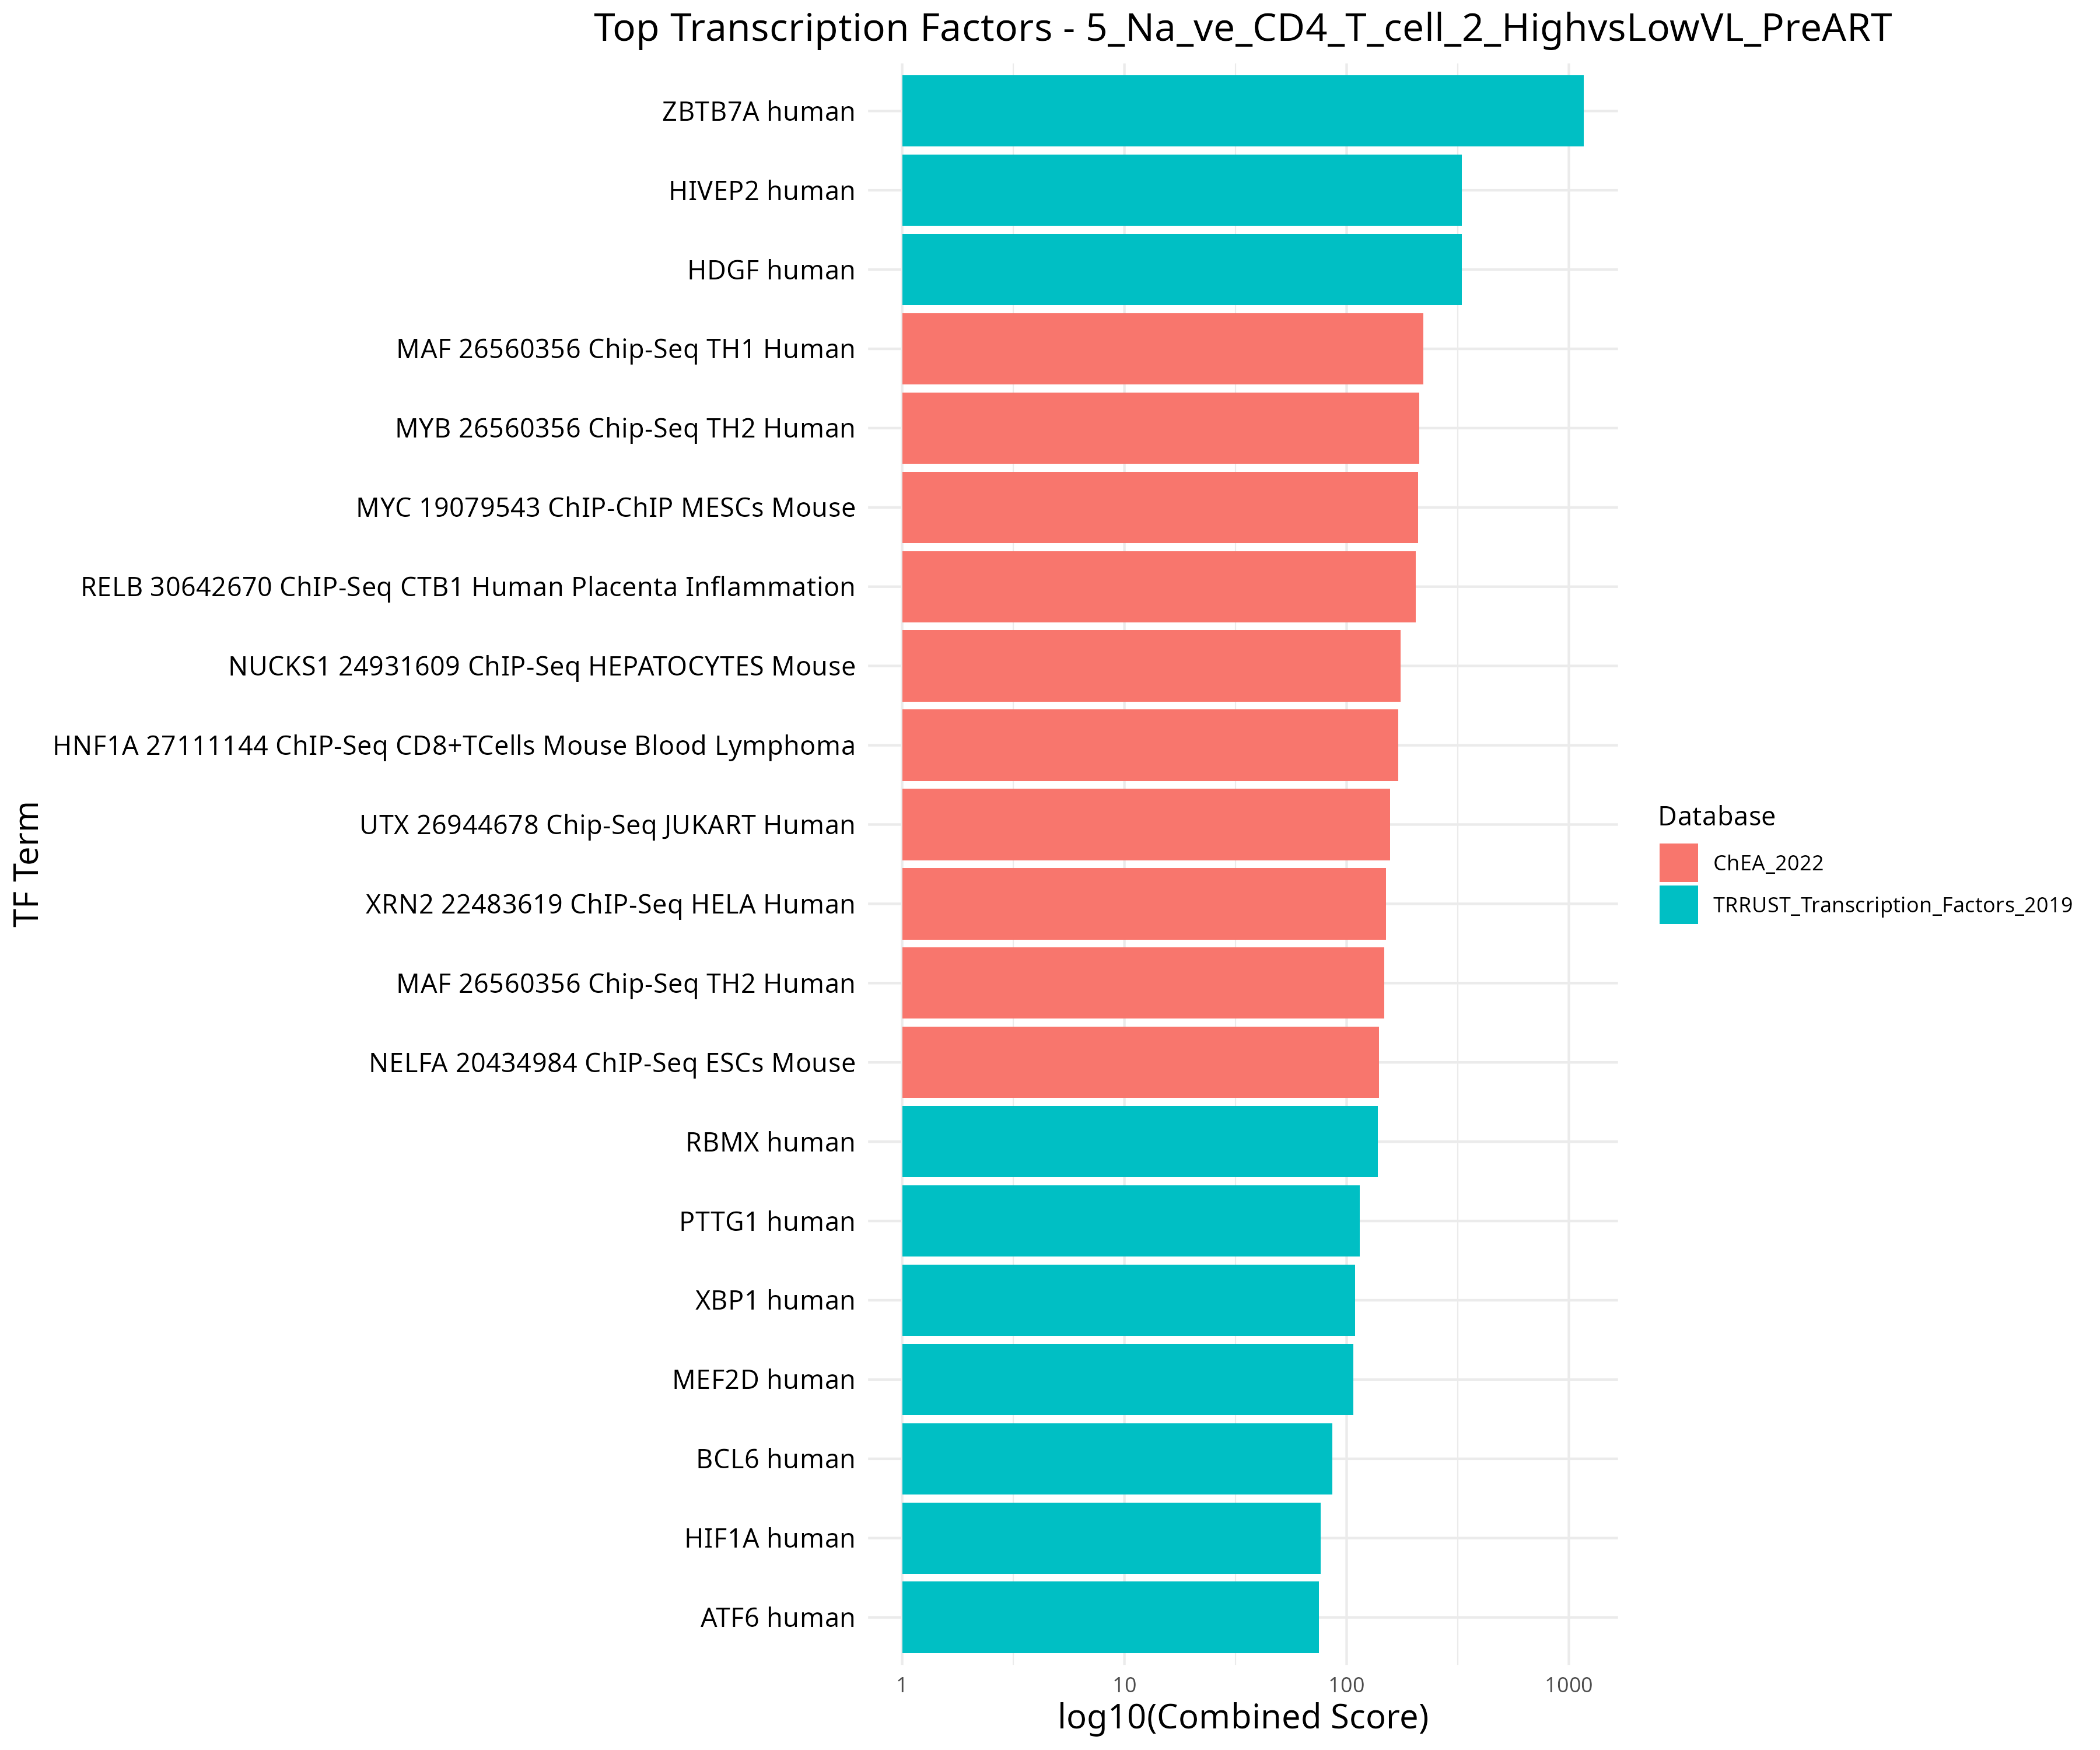 Top Transcription Factors - 5_Na_ve_CD4_T_cell_2_HighvsLowVL_PreART
ZBTB7A human
HIVEP2 human
HDGF human
MAF 26560356 Chip-Seq TH1 Human
MYB 26560356 Chip-Seq TH2 Human
MYC 19079543 ChIP-ChIP MESCs Mouse
RELB 30642670 ChIP-Seq CTB1 Human Placenta Inflammation
NUCKS1 24931609 ChIP-Seq HEPATOCYTES Mouse
HNF1A 27111144 ChIP-Seq CD8+TCells Mouse Blood Lymphoma
UTX 26944678 Chip-Seq JUKART Human
XRN2 22483619 ChIP-Seq HELA Human
MAF 26560356 Chip-Seq TH2 Human
NELFA 20434984 ChIP-Seq ESCs Mouse
RBMX human
PTTG1 human
XBP1 human
MEF2D human
BCL6 human
HIF1A human
ATF6 human
TF Term
1 10 100 1000
log10(Combined Score)
Database
ChEA_2022
TRRUST_Transcription_Factors_2019